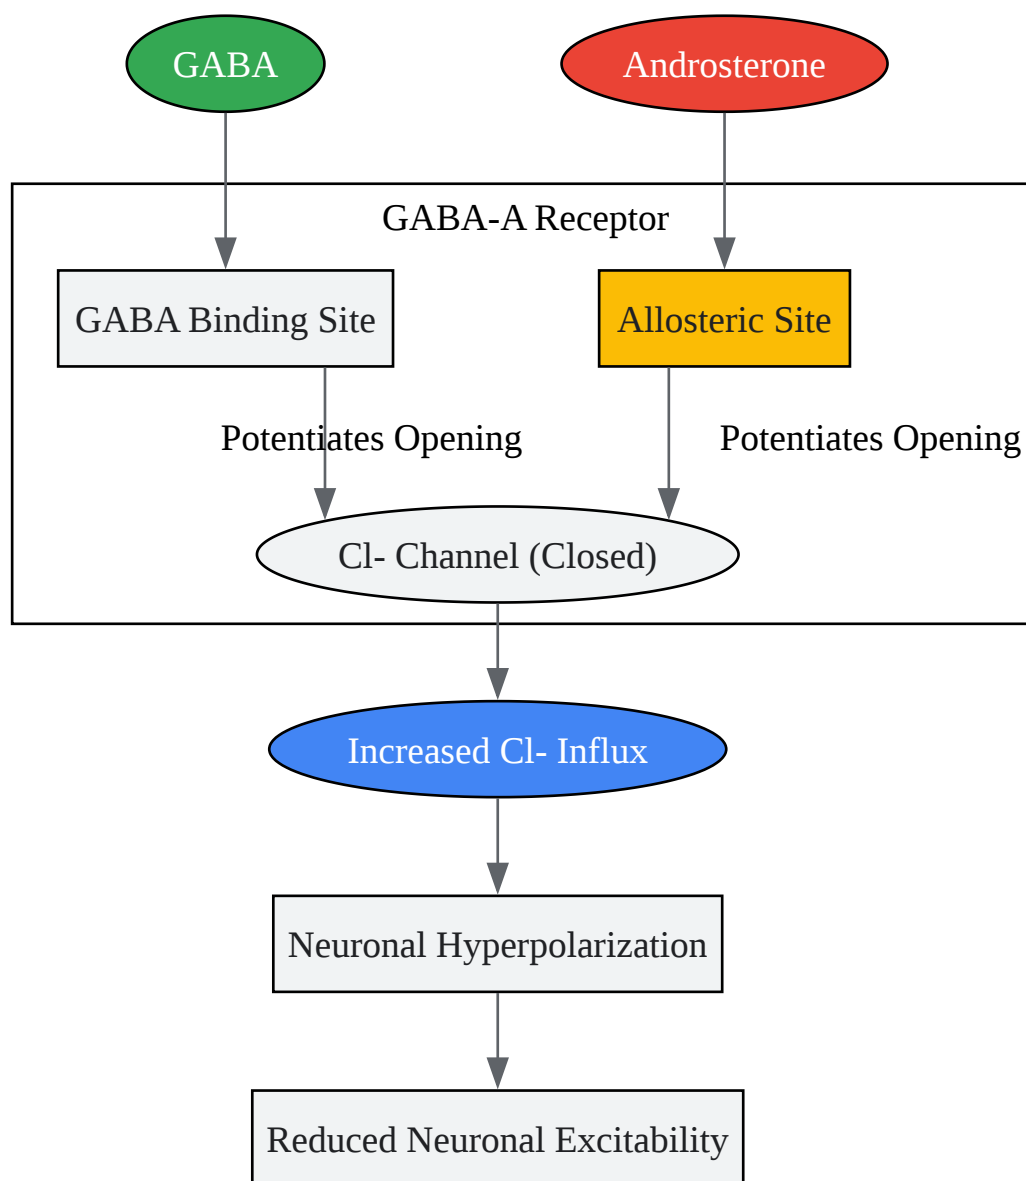 GABA
Androsterone
GABA-A Receptor
GABA Binding Site
Allosteric Site
Potentiates Opening
Potentiates Opening
Cl- Channel (Closed)
Increased Cl- Influx
Neuronal Hyperpolarization
Reduced Neuronal Excitability